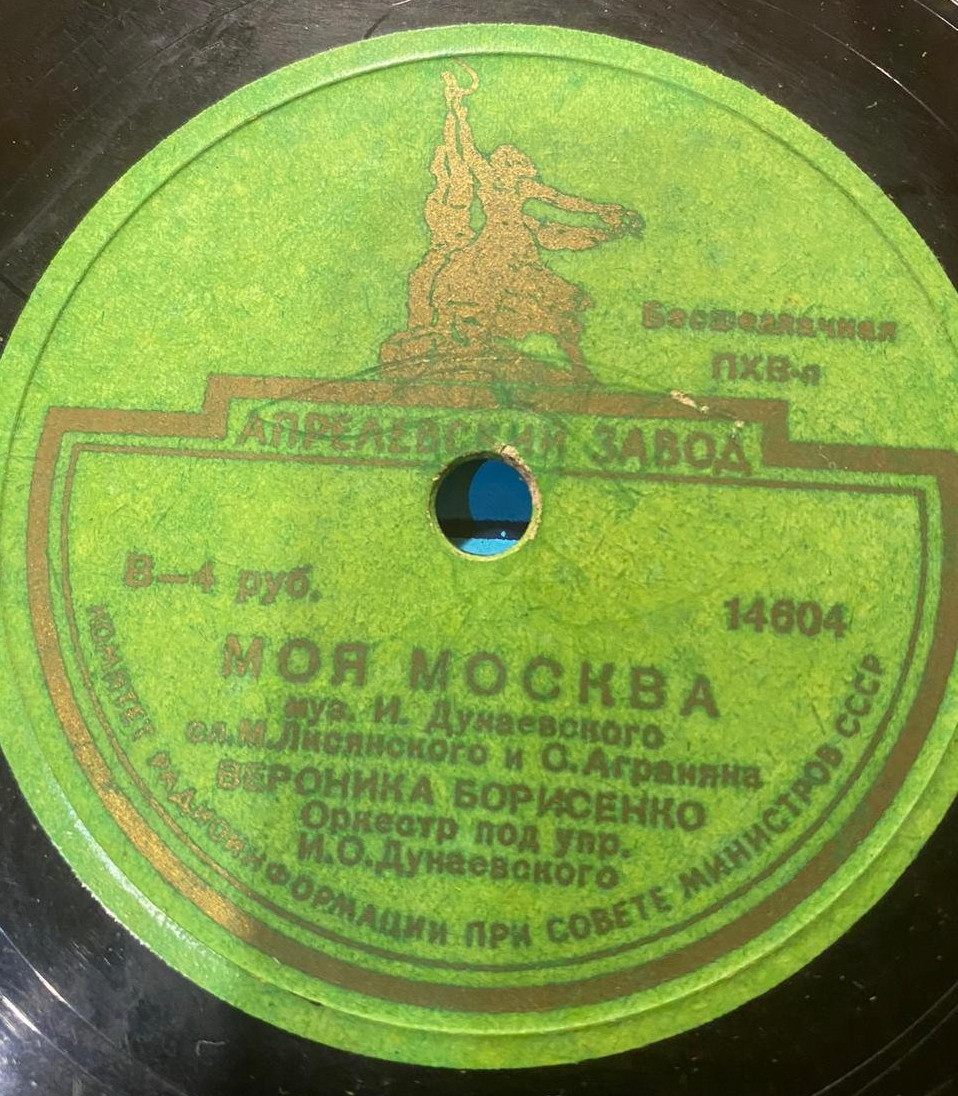 Бесшеллачная
ПХВ-п
АПРЕЛЕВСКИЙ ЗАВОД
В—4 руб.
14604
МОЯ МОСКВА
муз. И. Дунаевского
сл. М. Лисянского и С. Аграняна
ВЕРОНИКА БОРИСЕНКО
Оркестр под упр.
И. О. Дунаевского
КОМИТЕТ РАДИОИНФОРМАЦИИ ПРИ СОВЕТЕ МИНИСТРОВ СССР